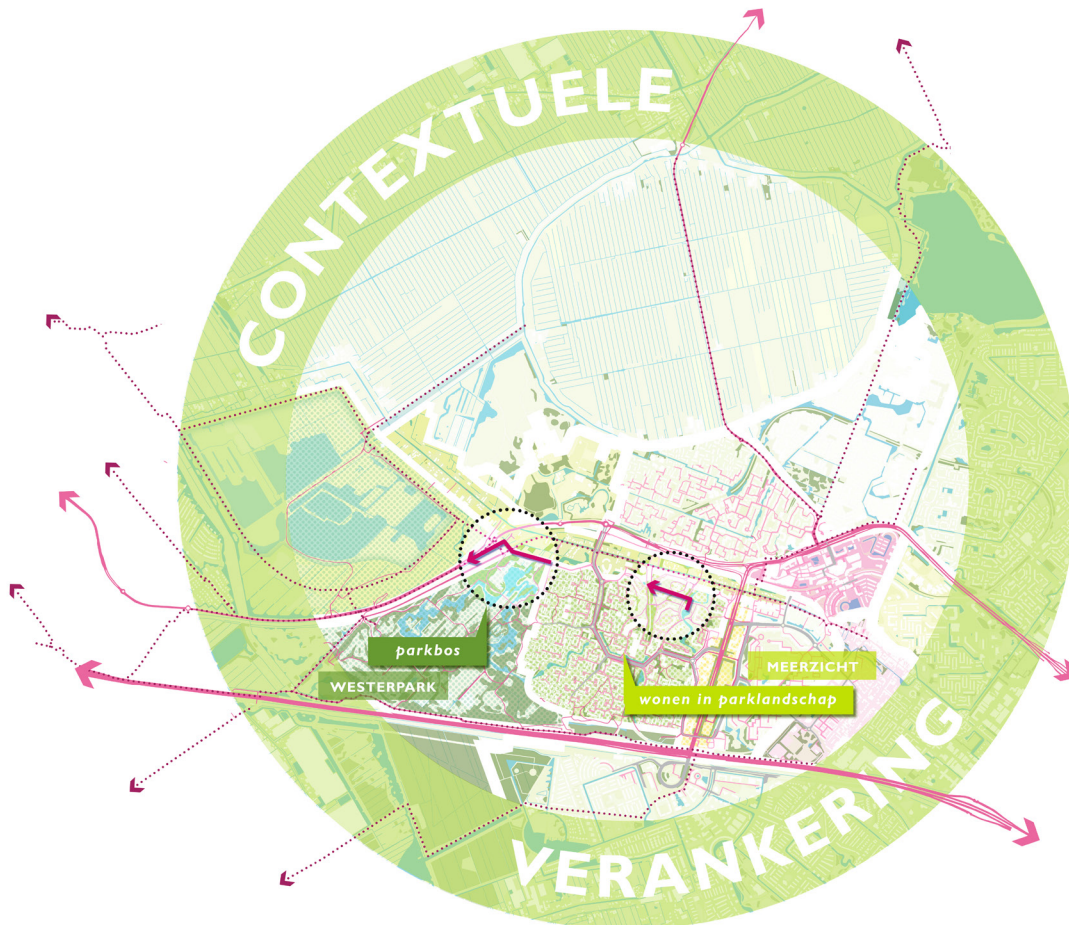 CONTEXTUELE
parkbos
WESTERPARK
MEERZICHT
wonen in parklandschap
VERANKERING